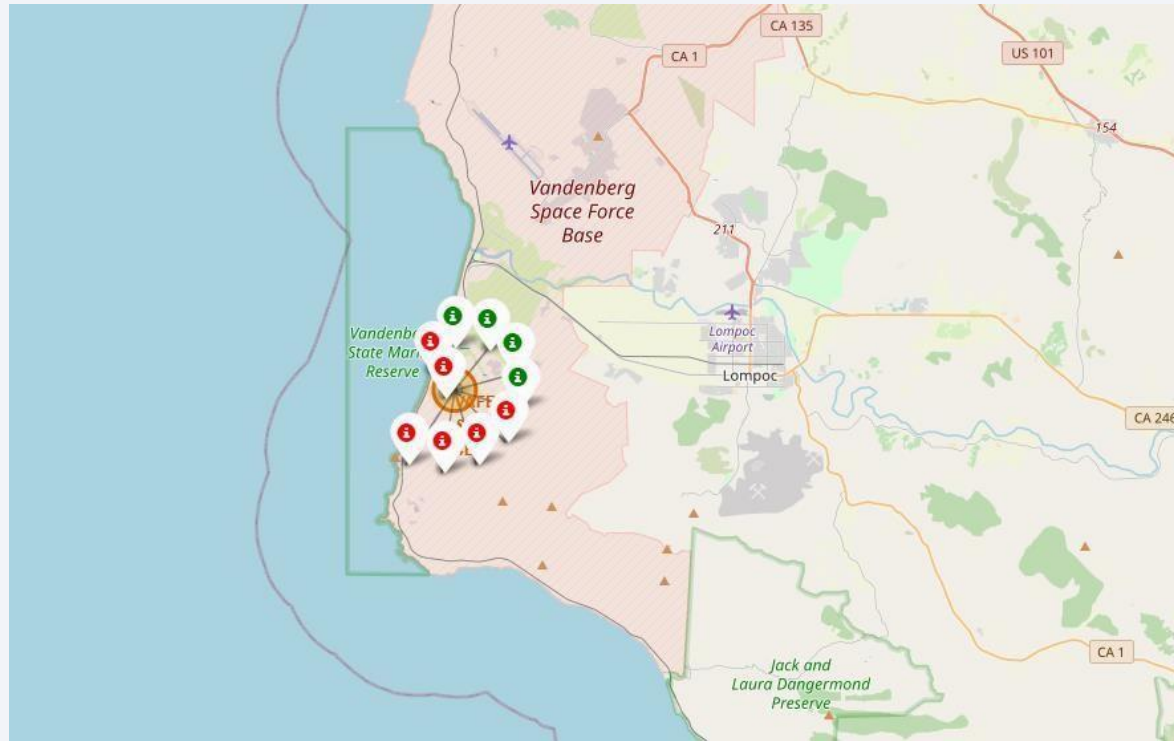 CA 135
CA 1
US 101
154
Vandenberg
Space Force
Base
211
Lompoc
Airport
Lompoc
State
Reserve
CA 246
CA 1
Jack and
Laura Dangermond
Preserve